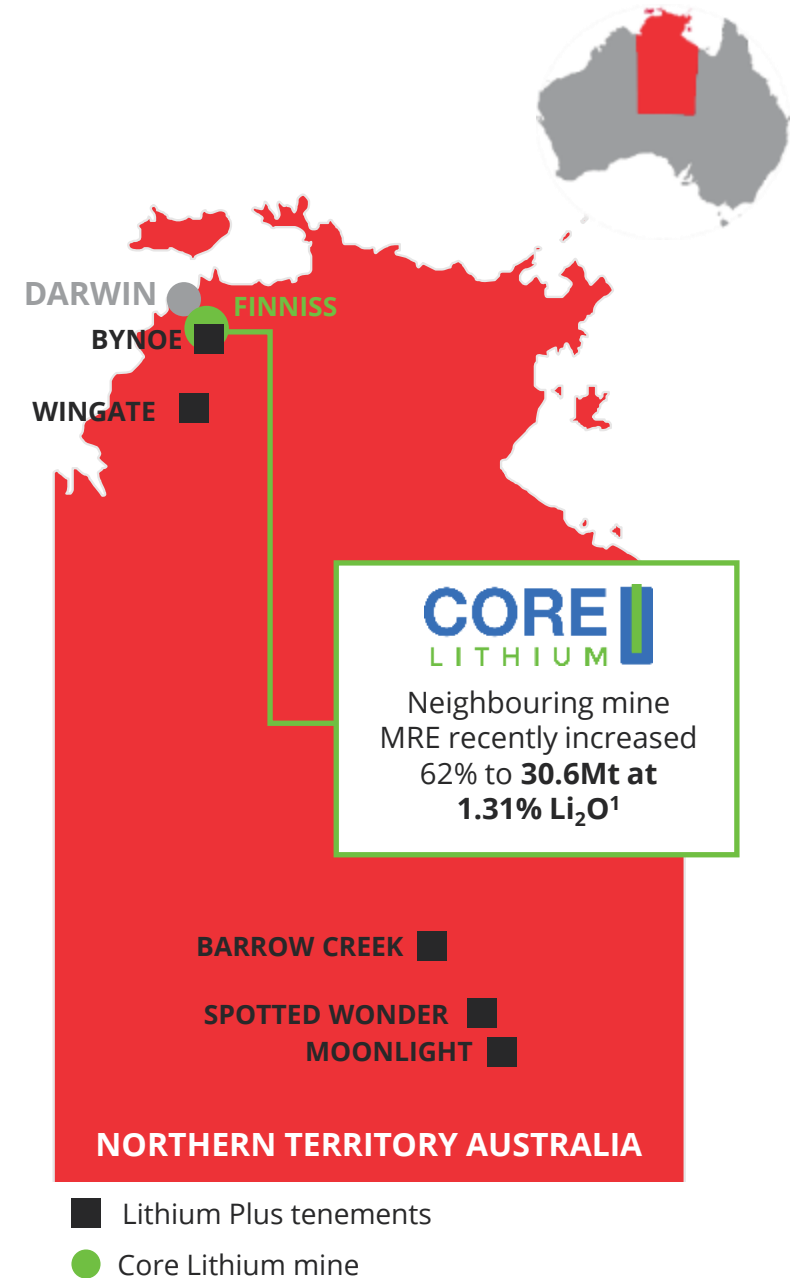 DARWIN
FINNISS
BYNOE
WINGATE
CORE
LITHIUM
Neighbouring mine
MRE recently increased
62% to 30.6Mt at
1.31% Li₂O¹
BARROW CREEK
SPOTTED WONDER
MOONLIGHT
NORTHERN TERRITORY AUSTRALIA
Lithium Plus tenements
Core Lithium mine